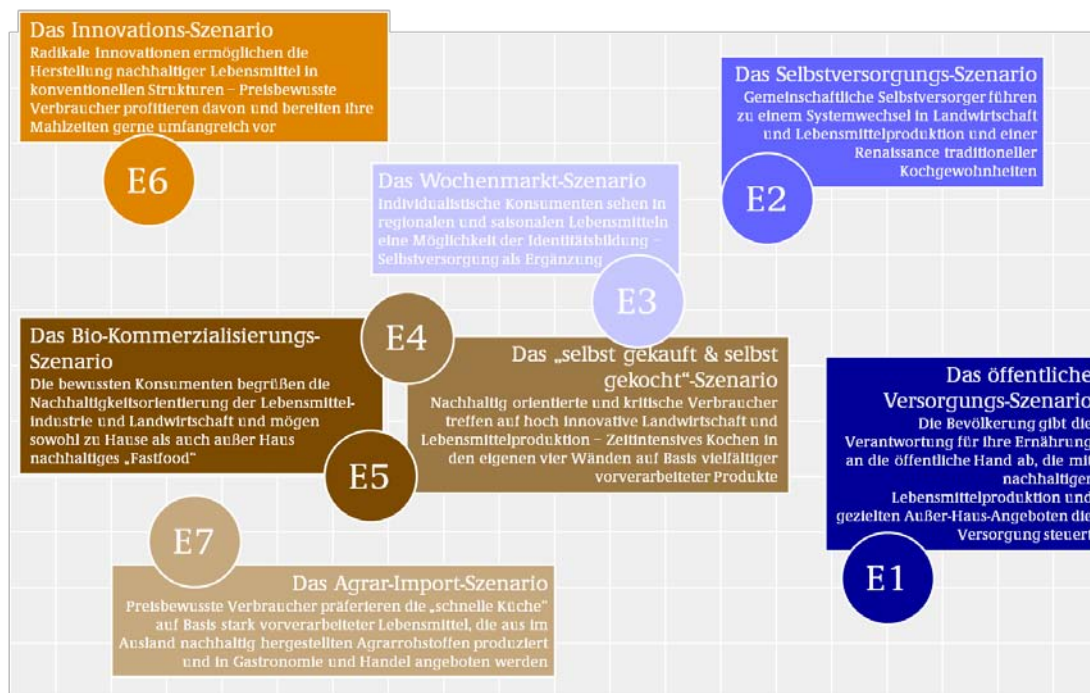 Das Innovations-Szenario
Radikale Innovationen ermöglichen die
Herstellung nachhaltiger Lebensmittel in
konventionellen Strukturen – Preisbewusste
Verbraucher profitieren davon und bereiten ihre
Mahlzeiten gerne umfangreich vor
E6
Das Selbstversorgungs-Szenario
Gemeinschaftliche Selbstversorger führen
zu einem Systemwechsel in Landwirtschaft
und Lebensmittelproduktion und einer
Renaissance traditioneller
Kochgewohnheiten
E2
Das Wochenmarkt-Szenario
Individualistische Konsumenten sehen in
regionalen und saisonalen Lebensmitteln
eine Möglichkeit der Identitätsbildung –
Selbstversorgung als Ergänzung
E3
Das Bio-Kommerzialisierungs-
Szenario
Die bewussten Konsumenten begrüßen die
Nachhaltigkeitsorientierung der Lebensmittel-
industrie und Landwirtschaft und mögen
sowohl zu Hause als auch außer Haus
nachhaltiges „Fastfood“
E5
E4
Das „selbst gekauft & selbst
gekocht“-Szenario
Nachhaltig orientierte und kritische Verbraucher
treffen auf hoch innovative Landwirtschaft und
Lebensmittelproduktion – Zeitintensives Kochen in
den eigenen vier Wänden auf Basis vielfältiger
vorverarbeiteter Produkte
Das öffentliche
Versorgungs-Szenario
Die Bevölkerung gibt die
Verantwortung für ihre Ernährung
an die öffentliche Hand ab, die mit
nachhaltiger
Lebensmittelproduktion und
gezielten Außer-Haus-Angeboten die
Versorgung steuert
E1
E7
Das Agrar-Import-Szenario
Preisbewusste Verbraucher präferieren die „schnelle Küche“
auf Basis stark vorverarbeiteter Lebensmittel, die aus im
Ausland nachhaltig hergestellten Agrarrohstoffen produziert
und in Gastronomie und Handel angeboten werden